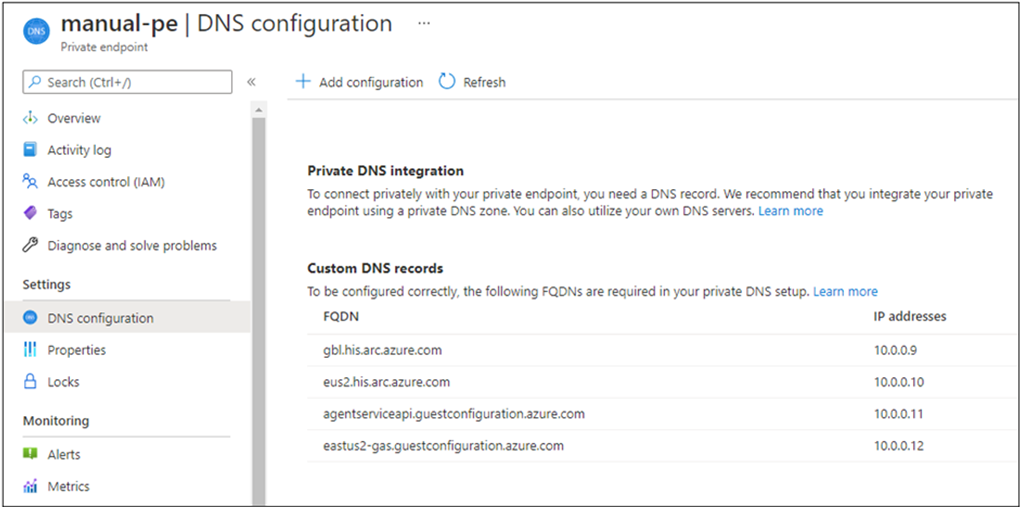 DNS
manual-pe | DNS configuration ...
Private endpoint
Search (Ctrl+/)
«
Overview
Activity log
Access control (IAM)
Tags
Diagnose and solve problems
Settings
DNS configuration
Properties
Locks
Monitoring
Alerts
Metrics
+ Add configuration Refresh
Private DNS integration
To connect privately with your private endpoint, you need a DNS record. We recommend that you integrate your private
endpoint using a private DNS zone. You can also utilize your own DNS servers. Learn more
Custom DNS records
To be configured correctly, the following FQDNs are required in your private DNS setup. Learn more
FQDN IP addresses
gbl.his.arc.azure.com 10.0.0.9
eus2.his.arc.azure.com 10.0.0.10
agentserviceapi.guestconfiguration.azure.com 10.0.0.11
eastus2-gas.guestconfiguration.azure.com 10.0.0.12